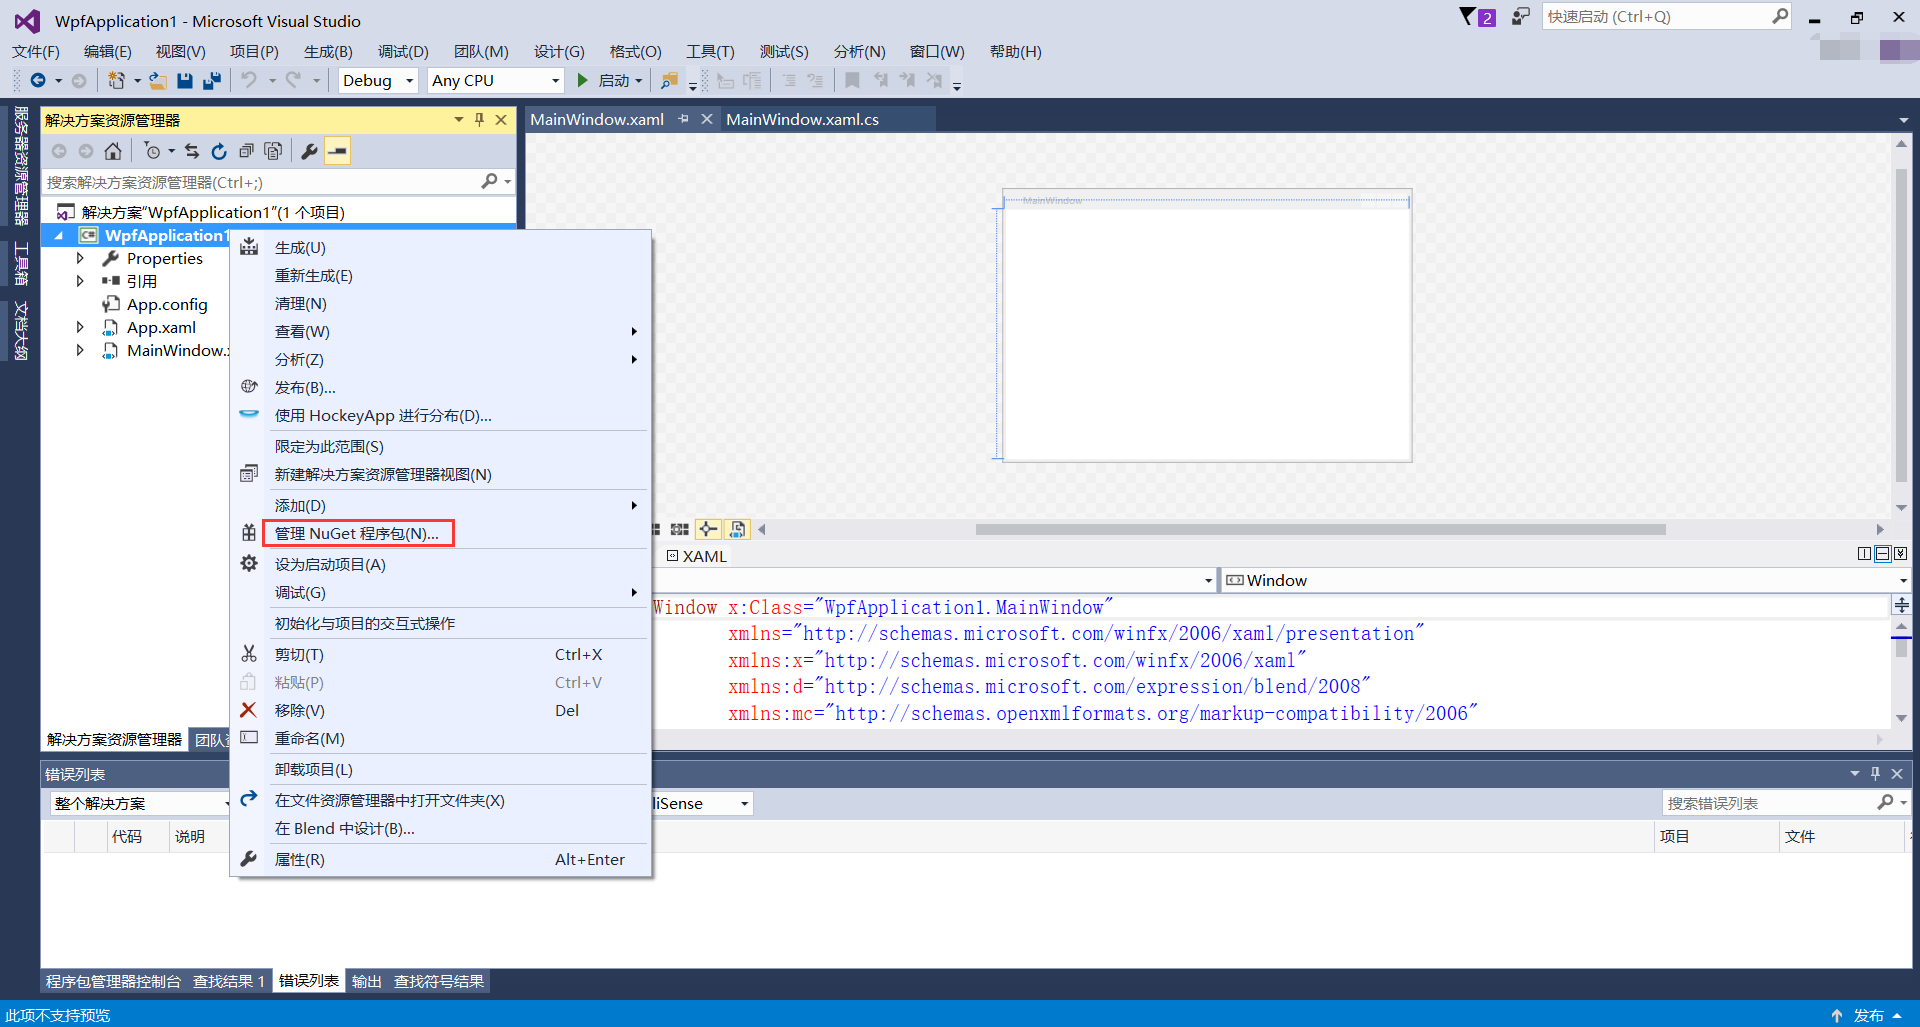 WpfApplication1 - Microsoft Visual Studio
2
快速启动 (Ctrl+Q)
文件(F) 编辑(E) 视图(V) 项目(P) 生成(B) 调试(D) 团队(M) 设计(G) 格式(O) 工具(T) 测试(S) 分析(N) 窗口(W) 帮助(H)
Debug Any CPU 启动
服务器资源管理器
工具箱
文档大纲
解决方案资源管理器
搜索解决方案资源管理器(Ctrl+;)
解决方案“WpfApplication1”(1 个项目)
C# WpfApplication1
Properties
引用
App.config
App.xaml
MainWindow.x
解决方案资源管理器 团队资
生成(U)
重新生成(E)
清理(N)
查看(W)
分析(Z)
发布(B)...
使用 HockeyApp 进行分布(D)...
限定为此范围(S)
新建解决方案资源管理器视图(N)
添加(D)
管理 NuGet 程序包(N)...
设为启动项目(A)
调试(G)
初始化与项目的交互式操作
剪切(T) Ctrl+X
粘贴(P) Ctrl+V
移除(V) Del
重命名(M)
卸载项目(L)
在文件资源管理器中打开文件夹(X)
在 Blend 中设计(B)...
属性(R) Alt+Enter
MainWindow.xaml MainWindow.xaml.cs
MainWindow
XAML
Window
Window x:Class="WpfApplication1.MainWindow"
xmlns="http://schemas.microsoft.com/winfx/2006/xaml/presentation"
xmlns:x="http://schemas.microsoft.com/winfx/2006/xaml"
xmlns:d="http://schemas.microsoft.com/expression/blend/2008"
xmlns:mc="http://schemas.openxmlformats.org/markup-compatibility/2006"
错误列表
整个解决方案 liSense 搜索错误列表
代码 说明 项目 文件
程序包管理器控制台 查找结果 1 错误列表 输出 查找符号结果
此项不支持预览 发布